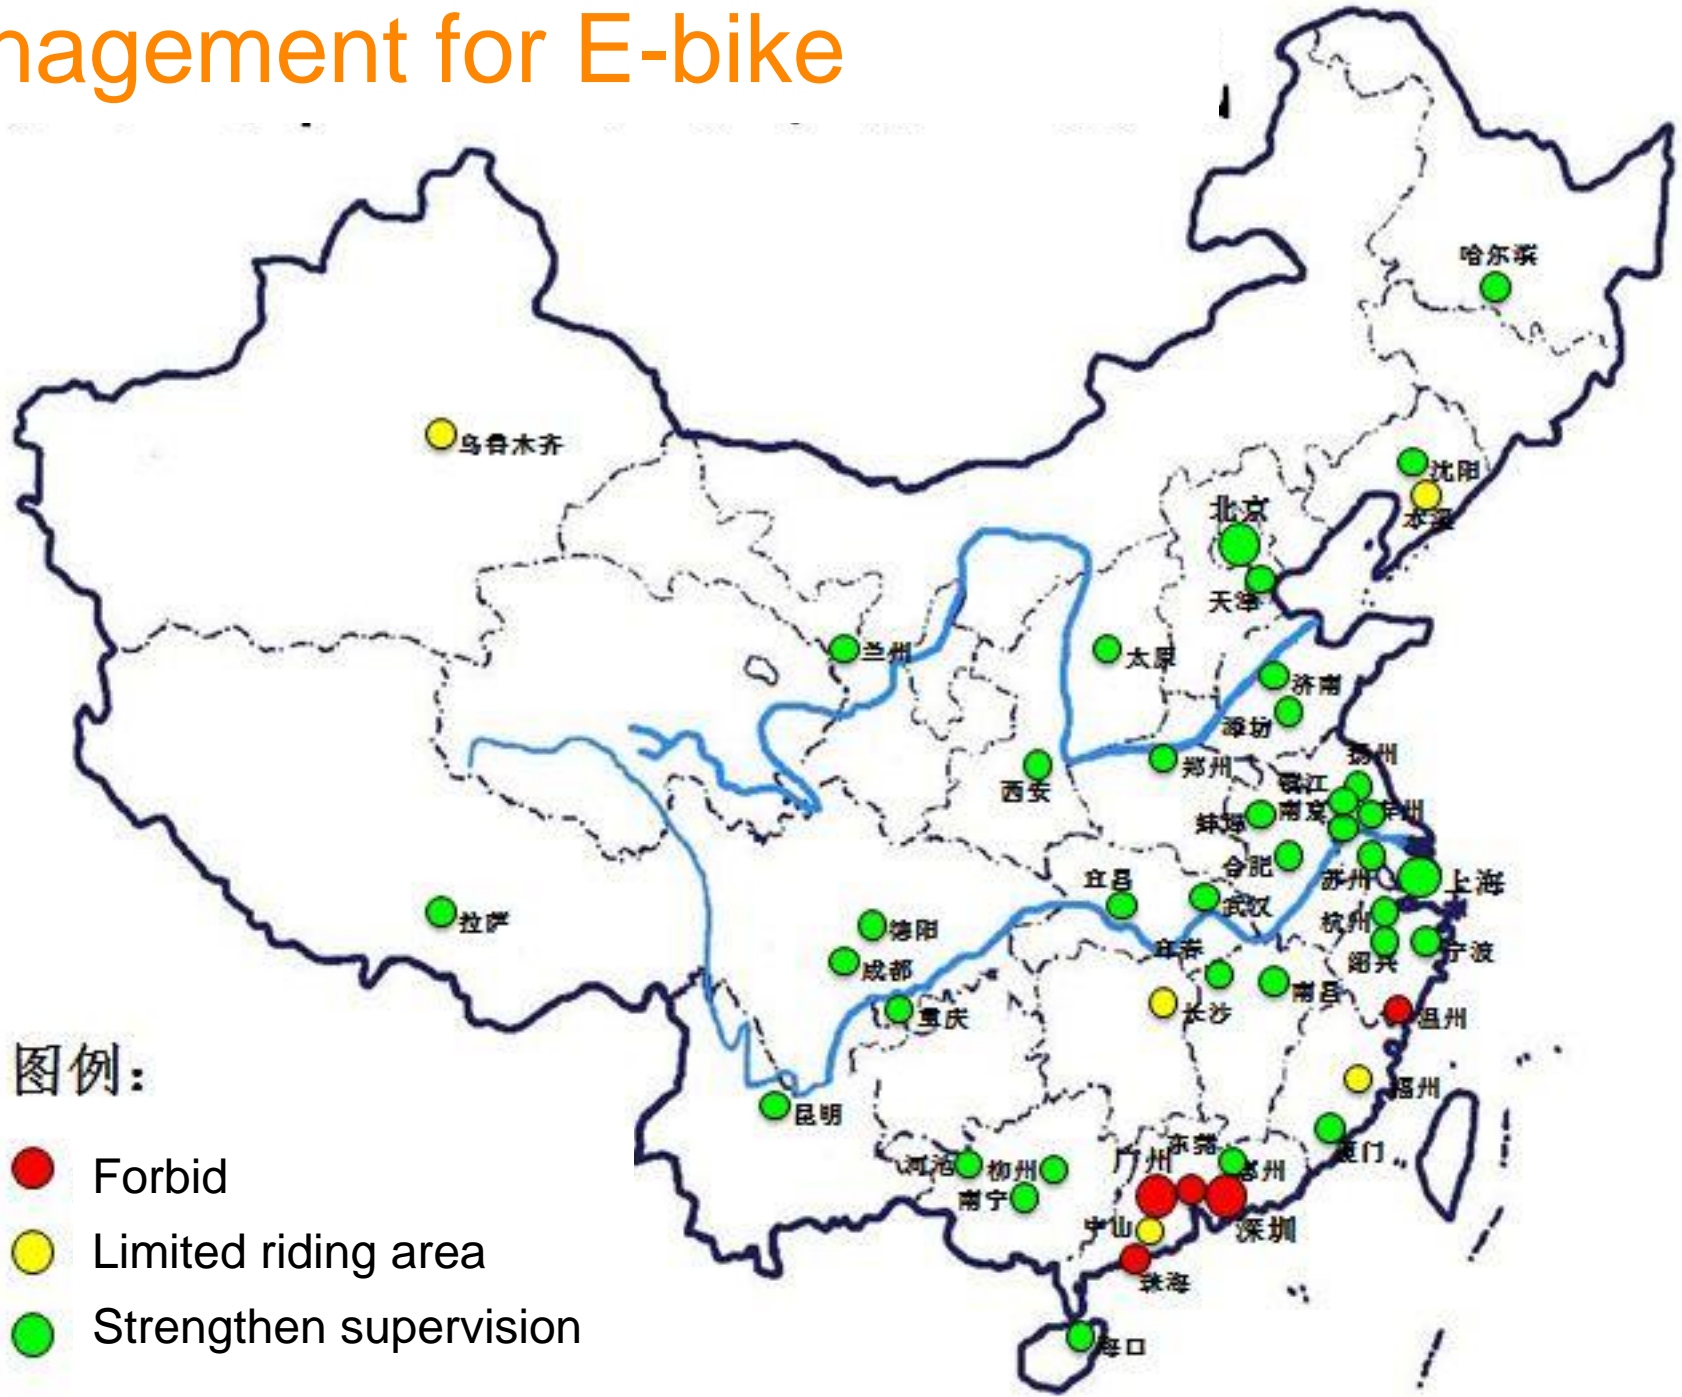 nagement for E-bike
哈尔滨
乌鲁木齐
沈阳
北京
本溪
天津
兰州
太原
济南
潍坊
扬州
郑州
镇江
西安
南京
蚌埠
合肥
苏州
宜昌
上海
武汉
拉萨
杭州
德阳
宜春
绍兴
宁波
成都
南昌
长沙
重庆
温州
图例：
福州
昆明
东莞
厦门
广州
河池
柳州
惠州
Forbid
南宁
中山
深圳
Limited riding area
珠海
Strengthen supervision
海口